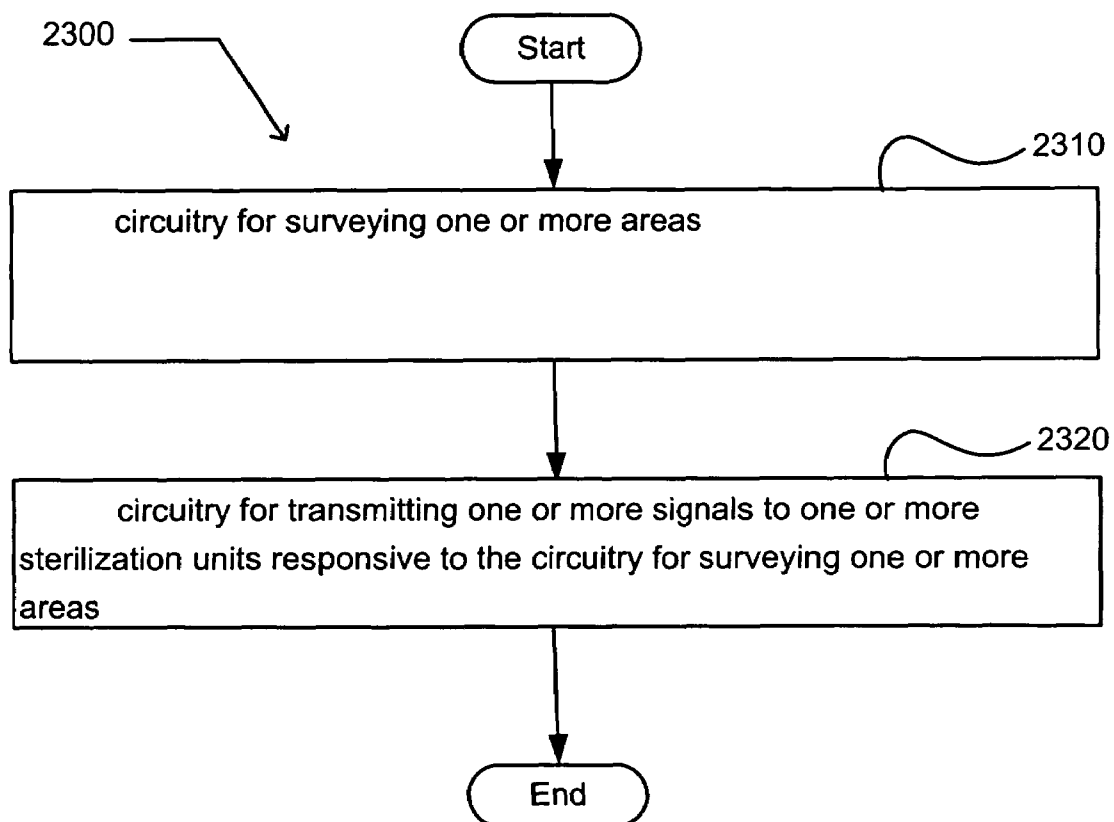 2300
Start
2310
circuitry for surveying one or more areas
2320
circuitry for transmitting one or more signals to one or more
sterilization units responsive to the circuitry for surveying one or more
areas
End